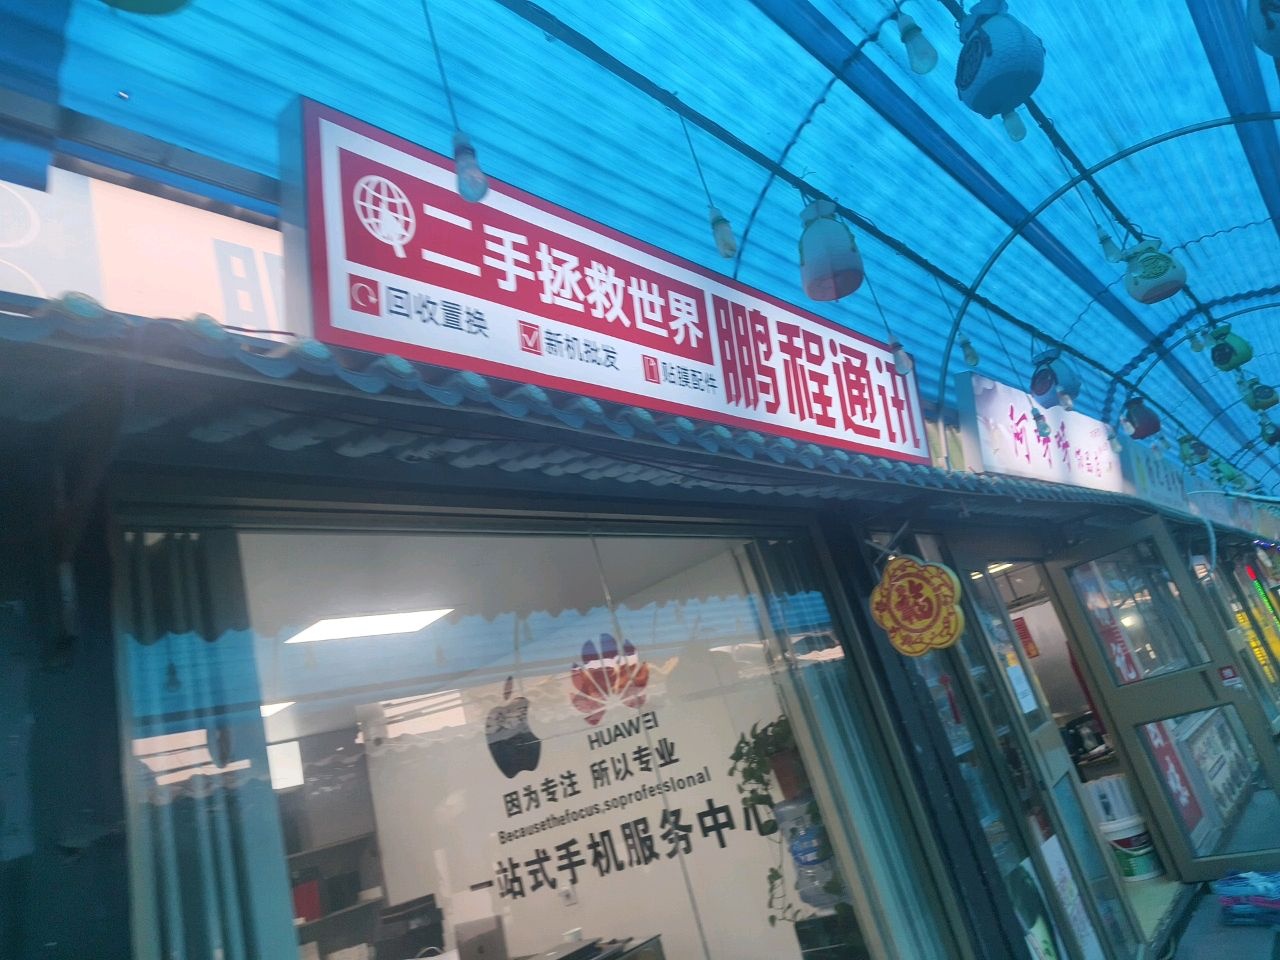 二手拯救世界
回收置换 新机批发 贴膜配件
鹏程通讯
HUAWEI
因为专注 所以专业
Becausethefocus,soprofessional
一站式手机服务中心